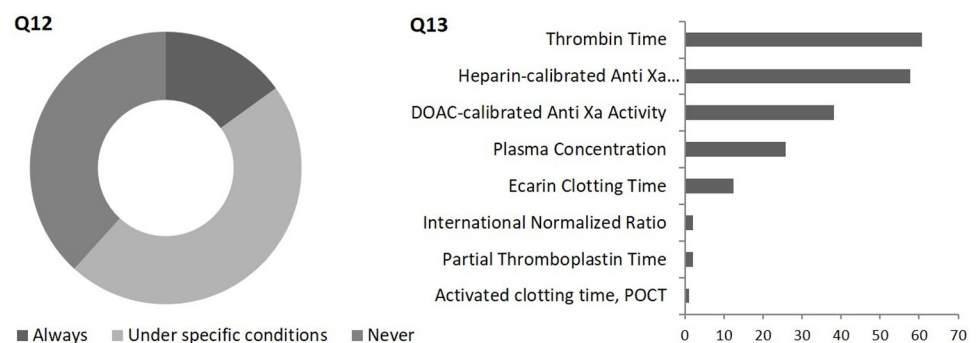 Q12
Always
Under specific conditions
Never
Q13
Thrombin Time
Heparin-calibrated Anti Xa...
DOAC-calibrated Anti Xa Activity
Plasma Concentration
Ecarin Clotting Time
International Normalized Ratio
Partial Thromboplastin Time
Activated clotting time, POCT
0 10 20 30 40 50 60 70